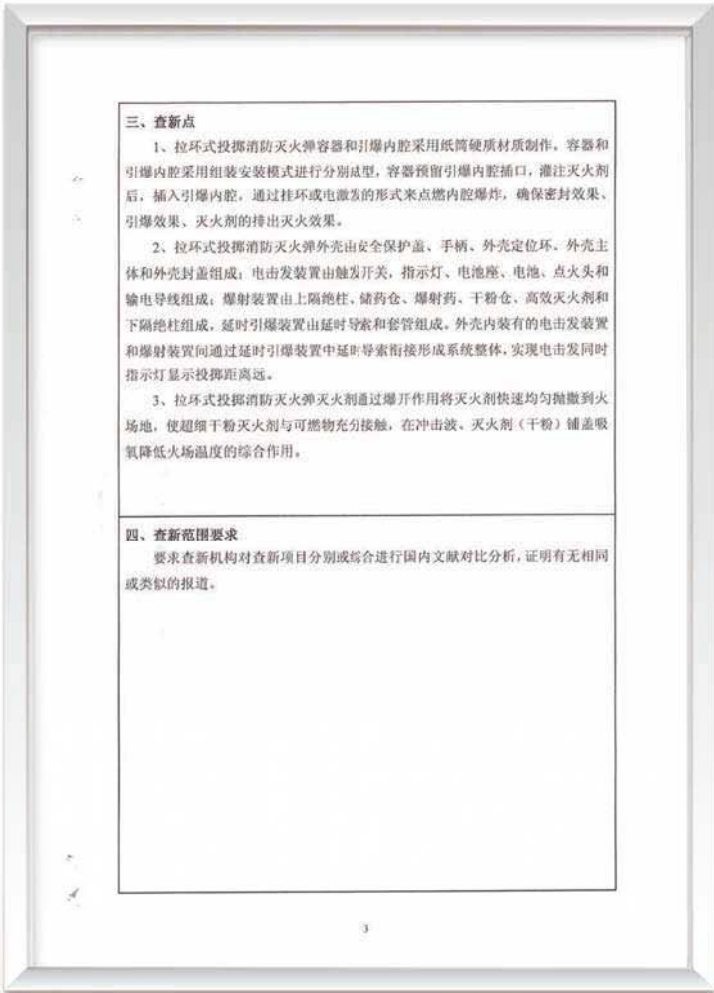 三、查新点
1、拉环式投掷消防灭火弹容器和引爆内腔采用纸筒硬质材质制作。容器和
引爆内腔采用组装安装模式进行分别成型，容器预留引爆内腔插口，灌注灭火剂
后，插入引爆内腔，通过挂环或电激发的形式来点燃内腔爆炸，确保密封效果、
引爆效果、灭火剂的排出灭火效果。
2、拉环式投掷消防灭火弹外壳由安全保护盖、手柄、外壳定位环、外壳主
体和外壳封盖组成；电击发装置由触发开关、指示灯、电池座、电池、点火头和
输电导线组成；爆射装置由上隔绝柱、储药仓、爆射药、干粉仓、高效灭火剂和
下隔绝柱组成，延时引爆装置由延时导索和套管组成。外壳内装有的电击发装置
和爆射装置间通过延时引爆装置中延时导索衔接形成系统整体，实现电击发同时
指示灯显示投掷距离远。
3、拉环式投掷消防灭火弹灭火剂通过爆开作用将灭火剂快速均匀抛撒到火
场地，使超细干粉灭火剂与可燃物充分接触，在冲击波、灭火剂（干粉）铺盖吸
氧降低火场温度的综合作用。
四、查新范围要求
要求查新机构对查新项目分别或综合进行国内文献对比分析，证明有无相同
或类似的报道。
3